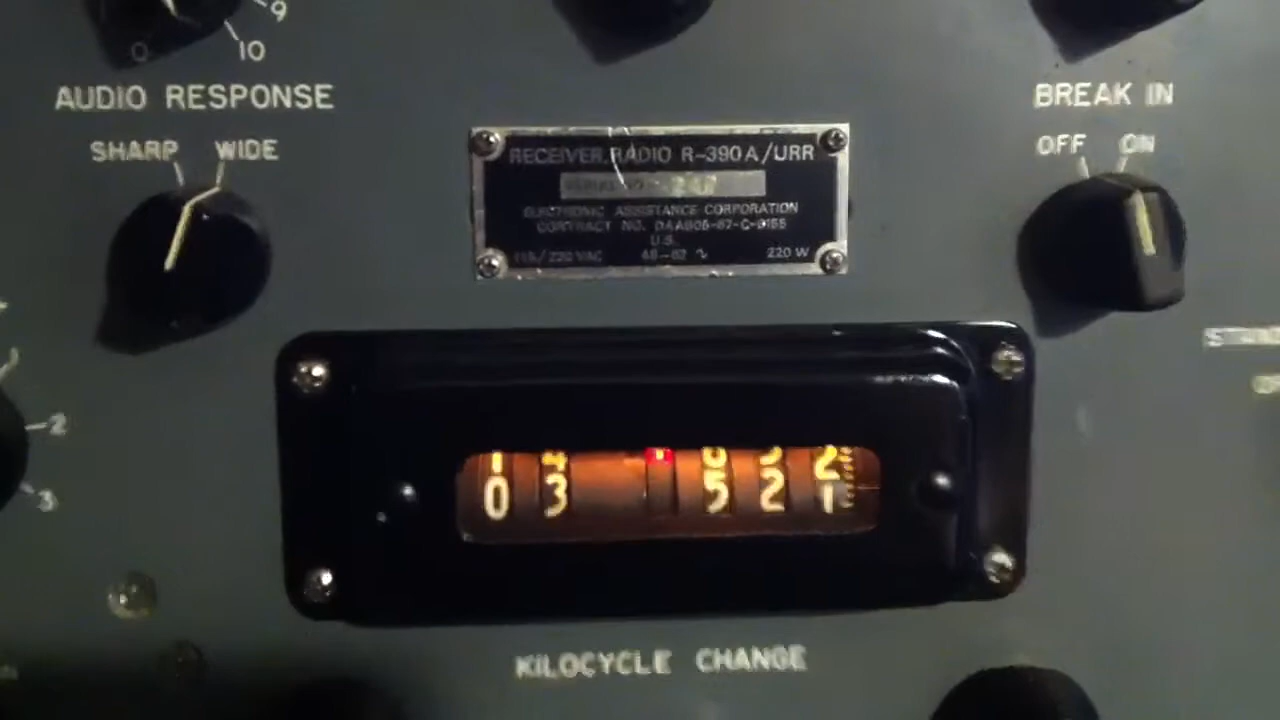 9
0
10
AUDIO RESPONSE
BREAK IN
SHARP WIDE
OFF ON
RECEIVER, RADIO R-390A/URR
ELECTRONIC ASSISTANCE CORPORATION
CONTRACT NO. DAAB05-67-C-0155
U.S.
115/230 VAC 48-62 ~ 220 W
2
3
0 3 5 2 1
KILOCYCLE CHANGE